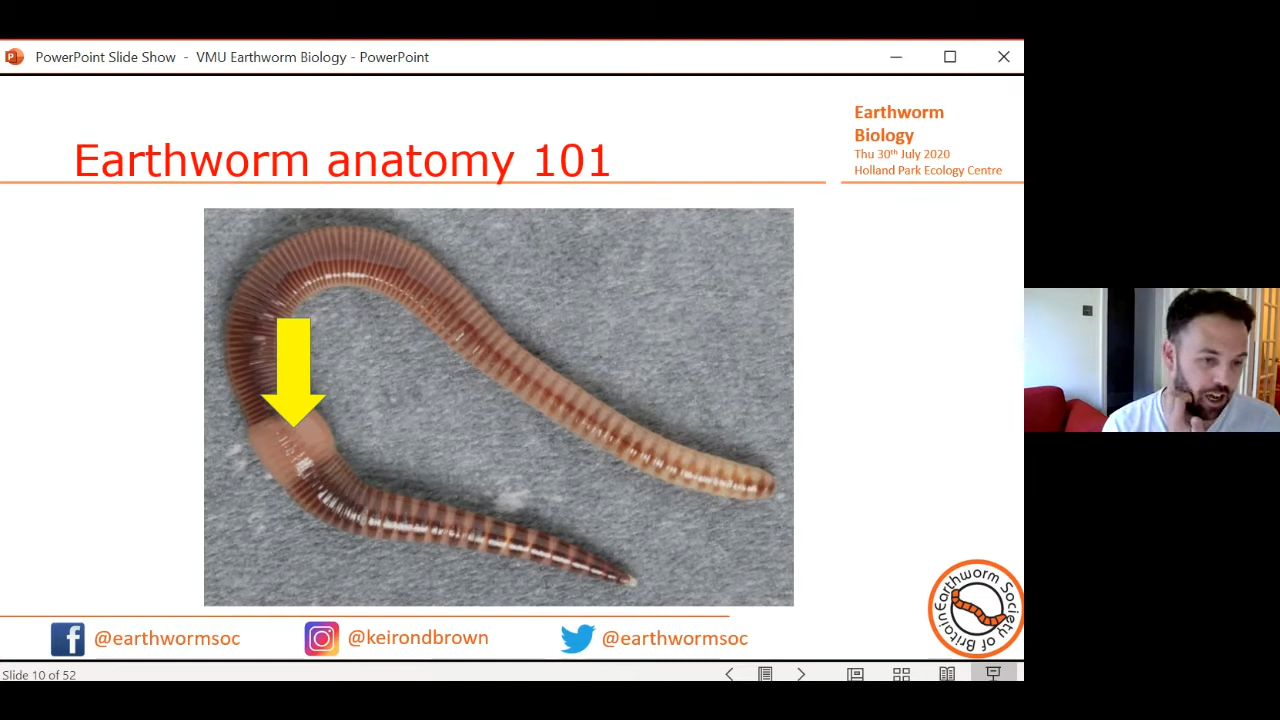 PowerPoint Slide Show - VMU Earthworm Biology - PowerPoint
Earthworm
Biology
Thu 30th July 2020
Holland Park Ecology Centre
Earthworm anatomy 101
Earthworm Society of Britain
@earthwormsoc
@keirondbrown
@earthwormsoc
Slide 10 of 52